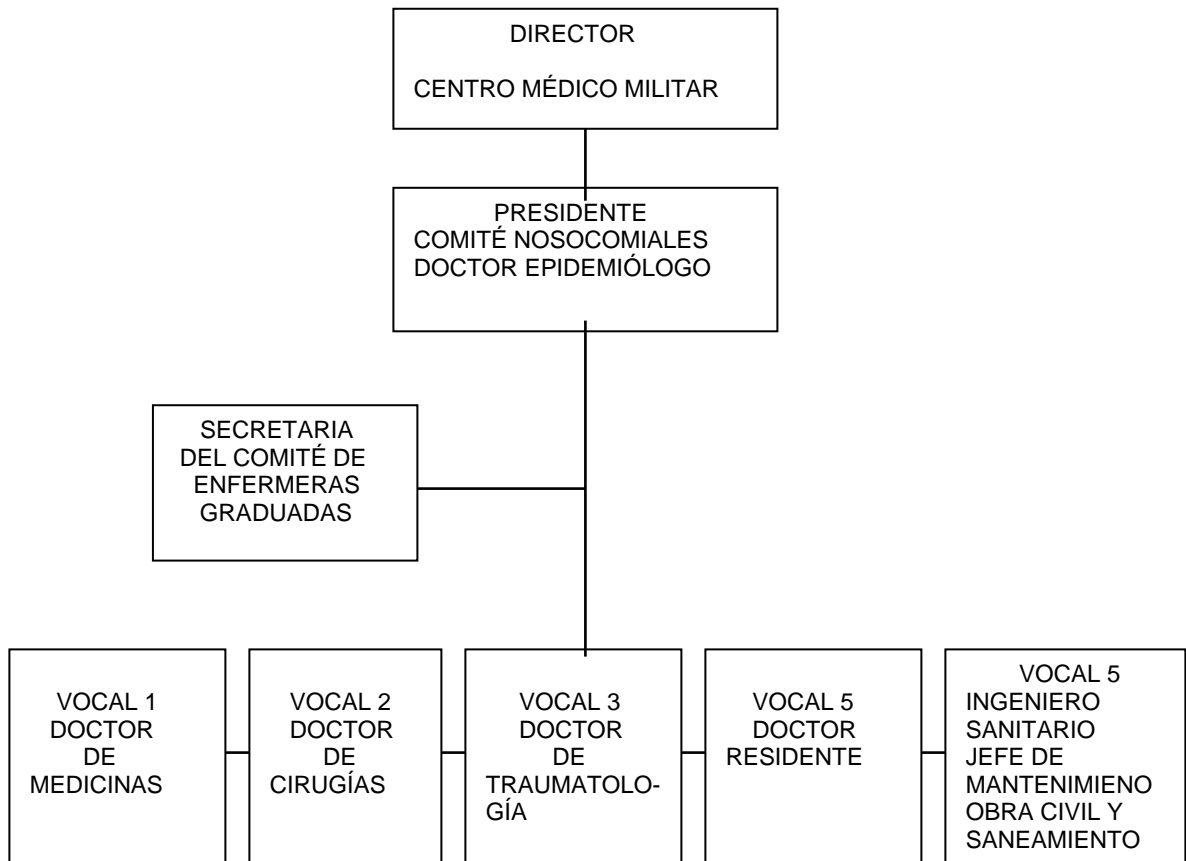 DIRECTOR
CENTRO MÉDICO MILITAR
PRESIDENTE
COMITÉ NOSOCOMIALES
DOCTOR EPIDEMIÓLOGO
SECRETARIA
DEL COMITÉ DE
ENFERMERAS
GRADUADAS
VOCAL 1
DOCTOR
DE
MEDICINAS
VOCAL 2
DOCTOR
DE
CIRUGÍAS
VOCAL 3
DOCTOR
DE
TRAUMATOLO-
GÍA
VOCAL 5
DOCTOR
RESIDENTE
VOCAL 5
INGENIERO
SANITARIO
JEFE DE
MANTENIMIENO
OBRA CIVIL Y
SANEAMIENTO